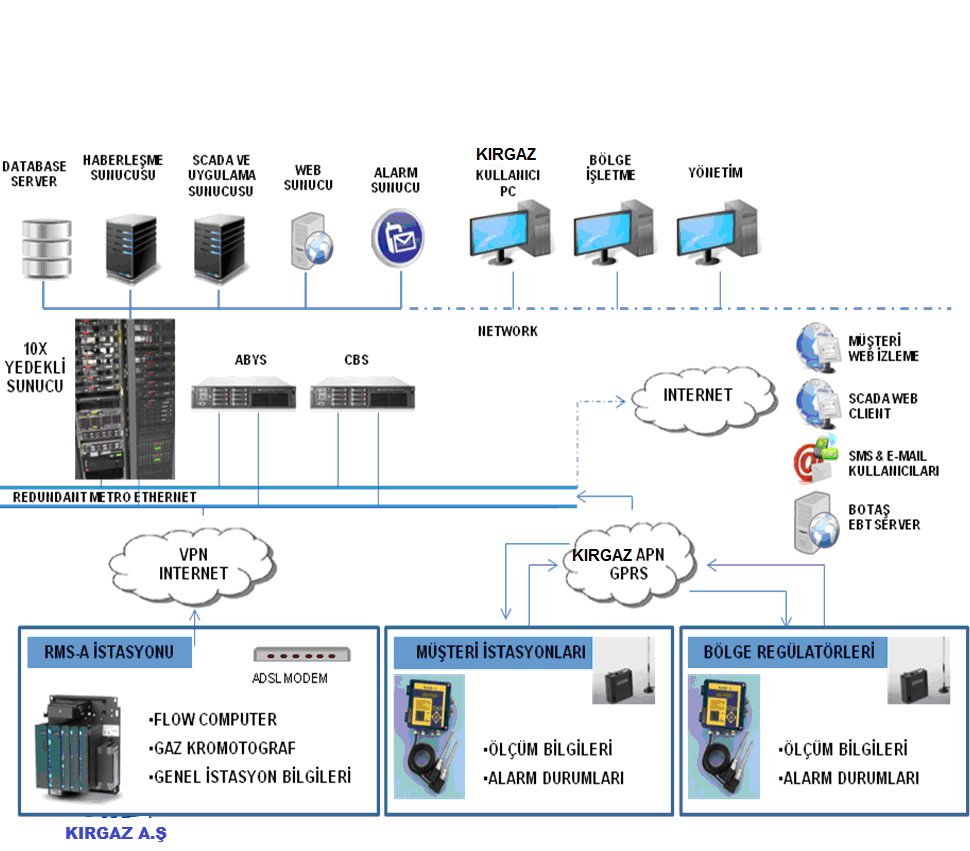 DATABASE
SERVER
HABERLEŞME
SUNUCUSU
SCADA VE
UYGULAMA
SUNUCUSU
WEB
SUNUCU
ALARM
SUNUCU
KIRGAZ
KULLANICI
PC
BÖLGE
İŞLETME
YÖNETİM
NETWORK
10X
YEDEKLİ
SUNUCU
ABYS
CBS
INTERNET
MÜŞTERİ
WEB İZLEME
SCADA WEB
CLIENT
SMS & E-MAIL
KULLANICILARI
BOTAŞ
EBT SERVER
REDUNDANT METRO ETHERNET
VPN
INTERNET
KIRGAZ APN
GPRS
RMS-A İSTASYONU
ADSL MODEM
▪FLOW COMPUTER
▪GAZ KROMOTOGRAF
▪GENEL İSTASYON BİLGİLERİ
MÜŞTERİ İSTASYONLARI
▪ÖLÇÜM BİLGİLERİ
▪ALARM DURUMLARI
BÖLGE REGÜLATÖRLERİ
▪ÖLÇÜM BİLGİLERİ
▪ALARM DURUMLARI
KIRGAZ A.Ş